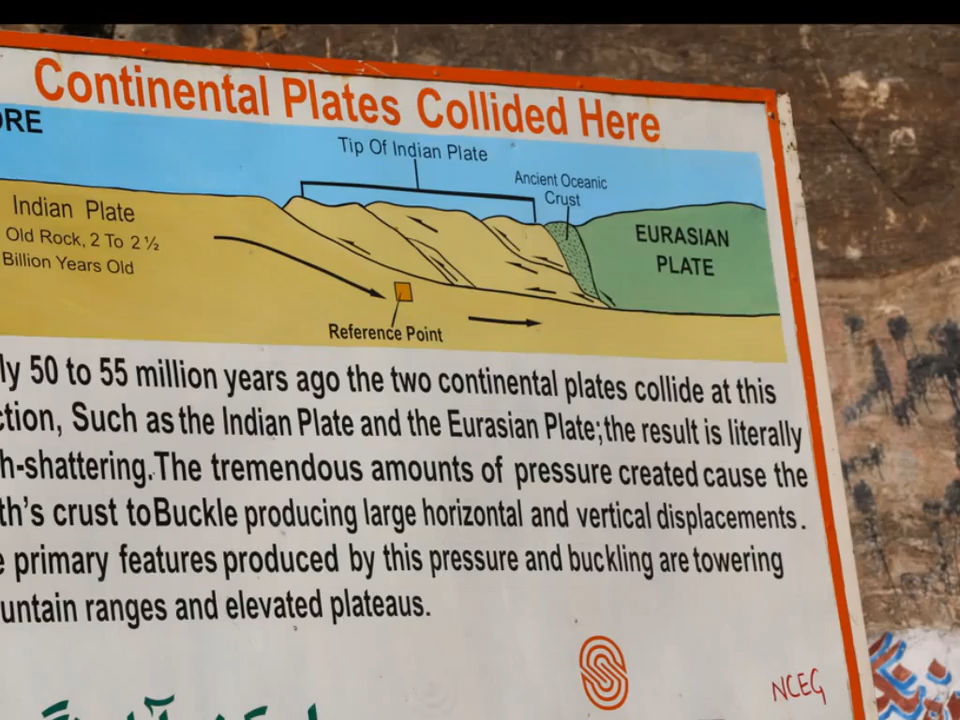 Continental Plates Collided Here
ORE
Tip Of Indian Plate
Ancient Oceanic
Crust
Indian Plate
Old Rock, 2 To 2 ½
Billion Years Old
EURASIAN
PLATE
Reference Point
ly 50 to 55 million years ago the two continental plates collide at this
ction, Such as the Indian Plate and the Eurasian Plate; the result is literally
h-shattering. The tremendous amounts of pressure created cause the
th's crust to Buckle producing large horizontal and vertical displacements.
e primary features produced by this pressure and buckling are towering
untain ranges and elevated plateaus.
NCEG